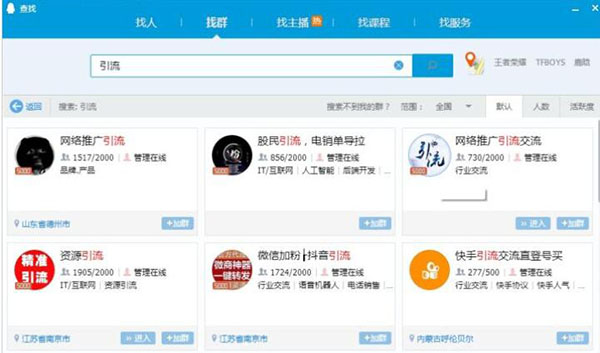 查找
找人 找群 找主播 热 找课程 找服务
引流
王者荣耀 TFBOYS 鹿晗
返回 搜索: 引流 搜索不到我的群? 范围: 全国 默认 人数 活跃度
网络推广引流
1517/2000 管理在线
品牌,产品
500
山东省德州市 +加群
股民引流,电销单导拉
856/2000 管理在线
IT/互联网 | 人工智能 | 后端开发 | ...
+加群
引流
网络推广引流交流
730/2000 管理在线
行业交流
» 进入 +加群
精准
引流
资源引流
1905/2000 管理在线
IT/互联网 | 资源引流
江苏省南京市 » 进入 +加群
微商神器
一键转发
微信加粉 抖音引流
1724/2000 管理在线
行业交流 | 语音机器人 | 电话销售 | ...
江苏省南京市 +加群
快手引流交流直登号买
277/500 管理在线
行业交流 | 快手协议 | 快手人气 | ...
内蒙古呼伦贝尔 +加群